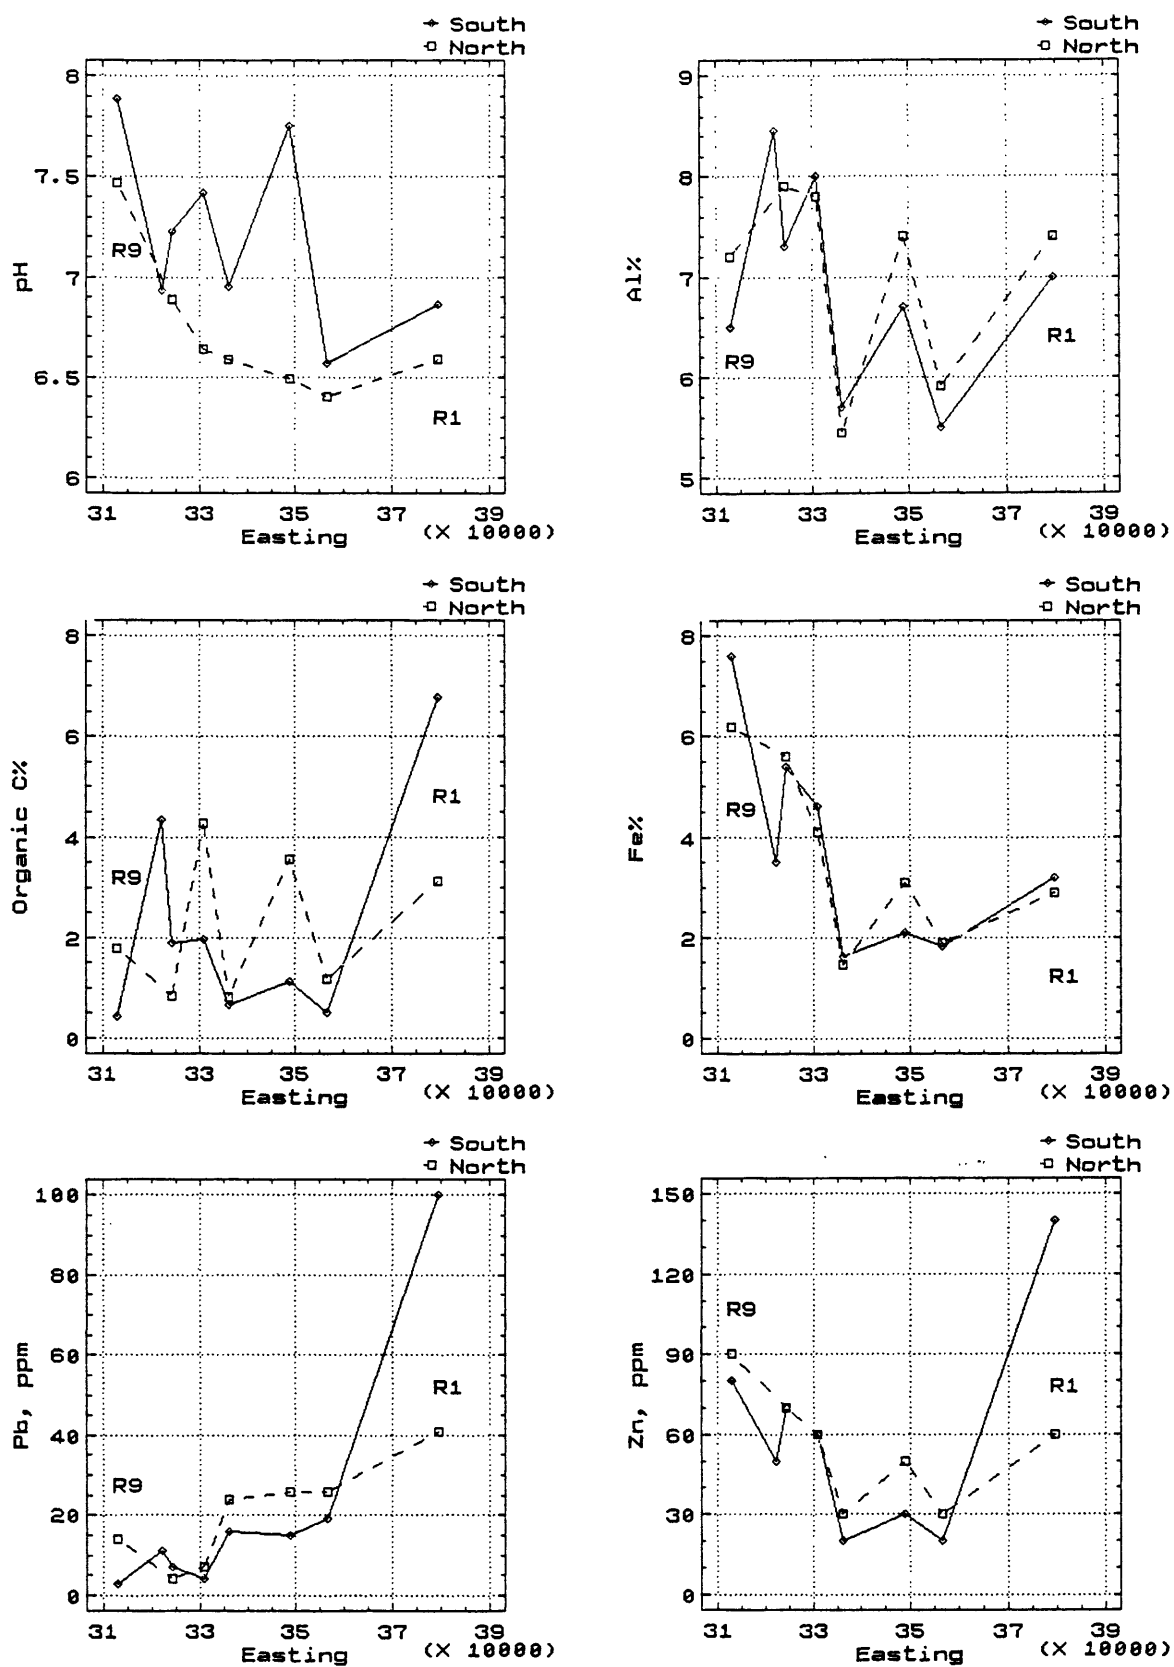 South
North
8
7.5
7
6.5
6
pH
R9
R1
31 33 35 37 39
Easting (X 10000)
South
North
9
8
7
6
5
Al%
R9
R1
31 33 35 37 39
Easting (X 10000)
South
North
8
6
4
2
0
Organic C%
R9
R1
31 33 35 37 39
Easting (X 10000)
South
North
8
6
4
2
0
Fe%
R9
R1
31 33 35 37 39
Easting (X 10000)
South
North
100
80
60
40
20
0
Pb, ppm
R9
R1
31 33 35 37 39
Easting (X 10000)
South
North
150
120
90
60
30
0
Zn, ppm
R9
R1
31 33 35 37 39
Easting (X 10000)